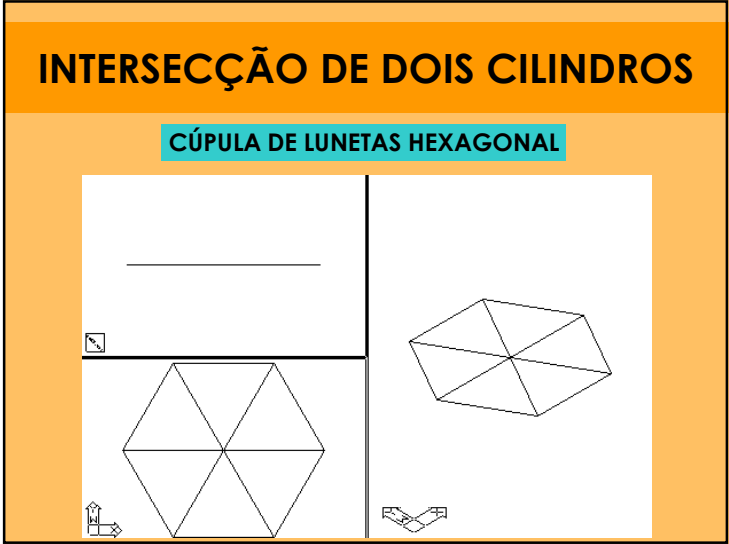 INTERSECÇÃO DE DOIS CILINDROS
CÚPULA DE LUNETAS HEXAGONAL